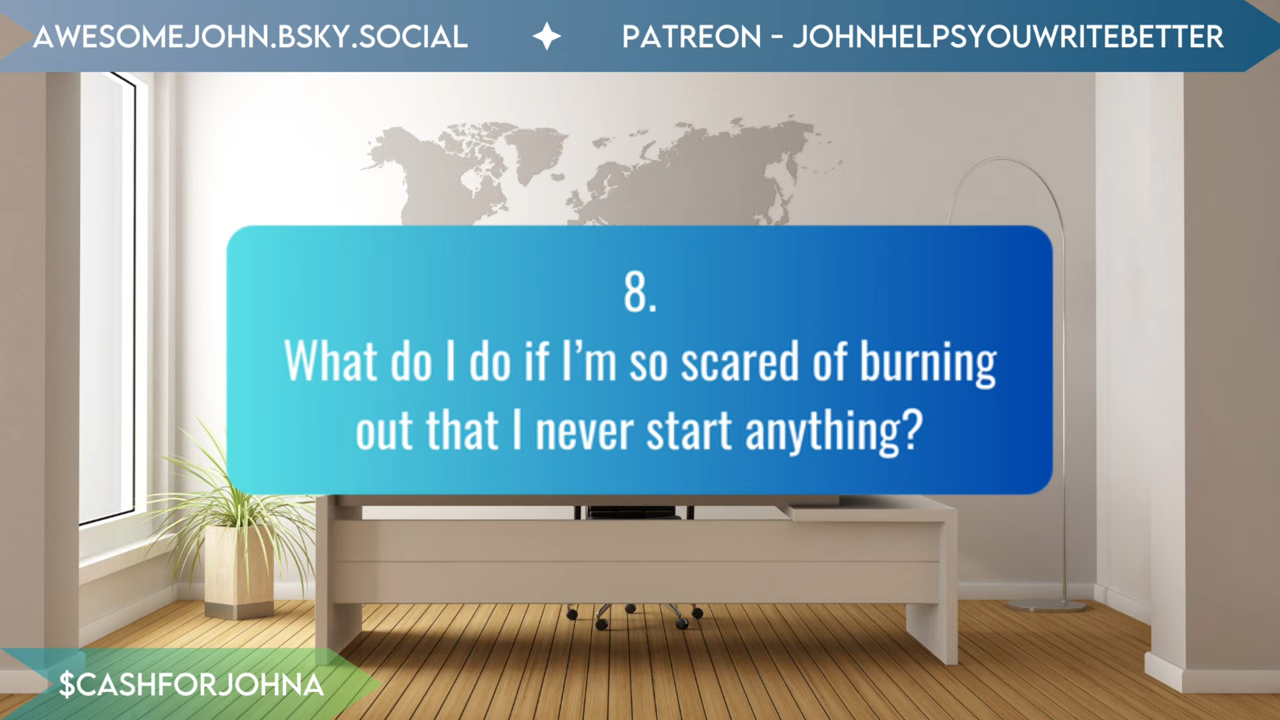 AWESOMEJOHN.BSKY.SOCIAL ✦ PATREON - JOHNHELPSYOUWRITEBETTER
8.
What do I do if I'm so scared of burning
out that I never start anything?
$CASHFORJOHNA